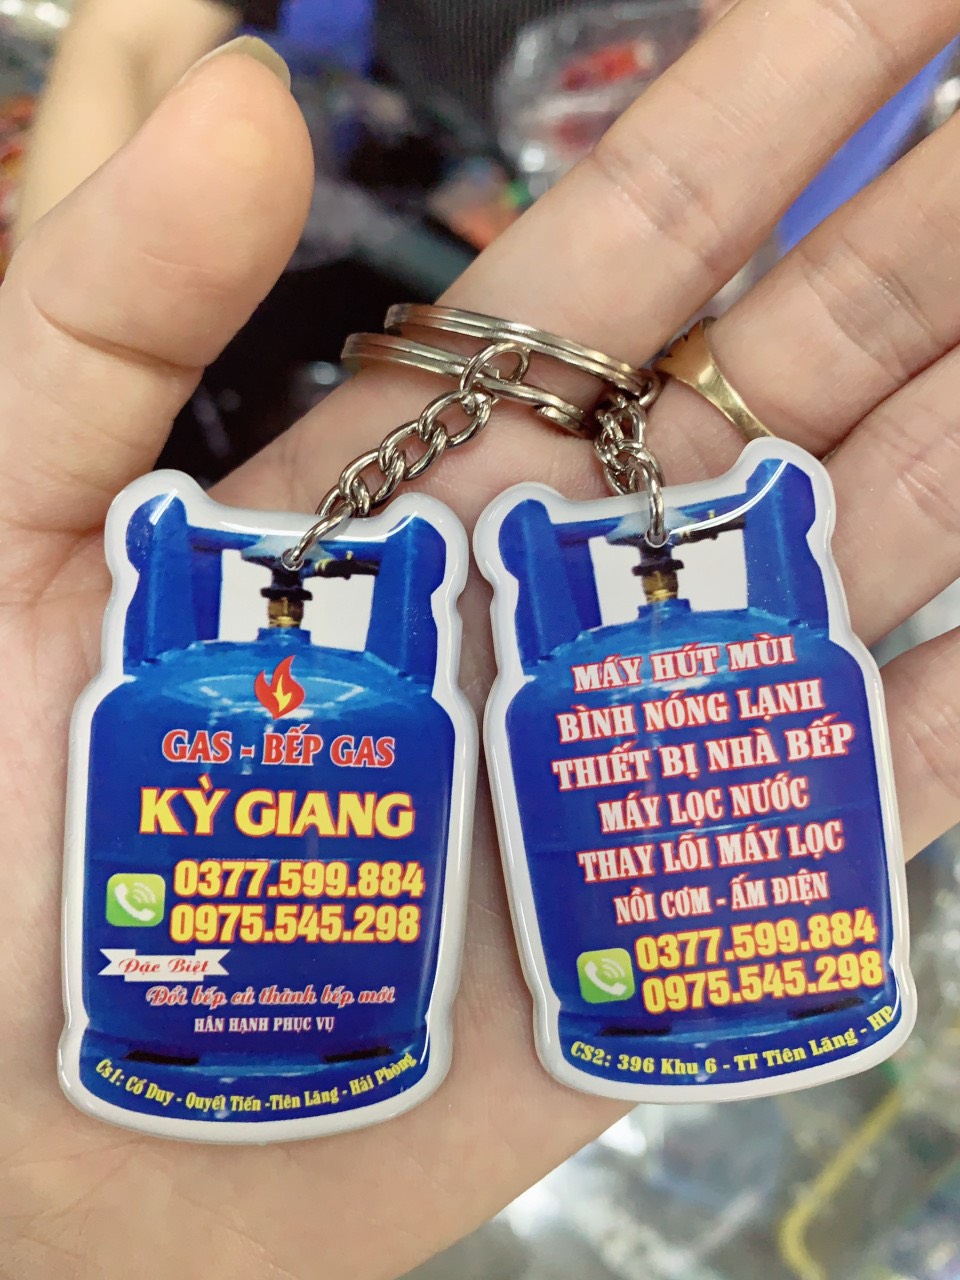 GAS - BẾP GAS
KỲ GIANG
0377.599.884
0975.545.298
Đặc Biệt
Đổi bếp cũ thành bếp mới
HÂN HẠNH PHỤC VỤ
Cs1: Cổ Duy - Quyết Tiến -Tiên Lãng - Hải Phòng
MÁY HÚT MÙI
BÌNH NÓNG LẠNH
THIẾT BỊ NHÀ BẾP
MÁY LỌC NƯỚC
THAY LÕI MÁY LỌC
NỒI CƠM - ẤM ĐIỆN
0377.599.884
0975.545.298
CS2: 396 Khu 6 - TT Tiên Lãng - HP